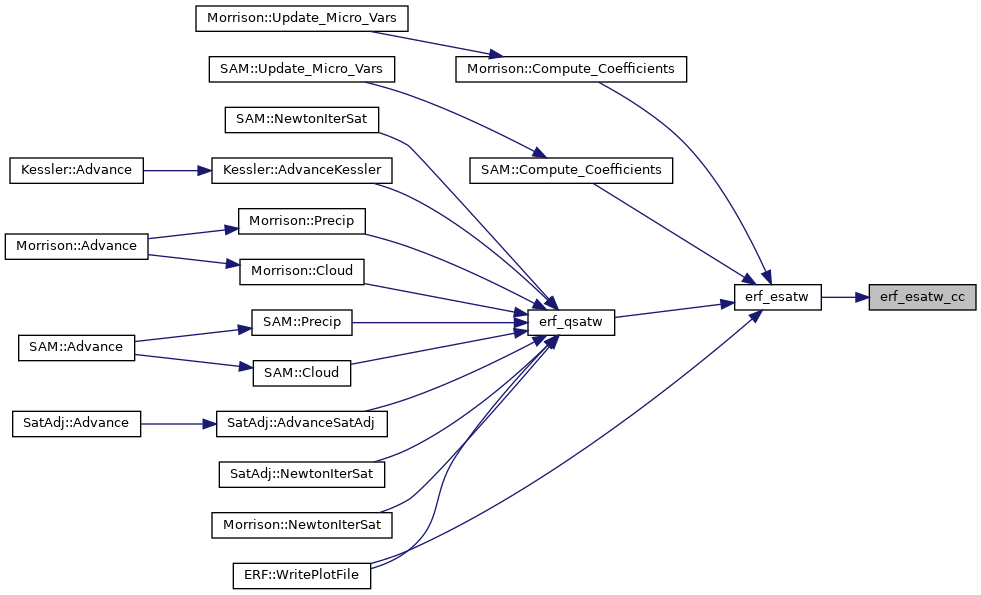 Morrison::Update_Micro_Vars
SAM::Update_Micro_Vars
Morrison::Compute_Coefficients
SAM::NewtonIterSat
Kessler::Advance
Kessler::AdvanceKessler
SAM::Compute_Coefficients
Morrison::Precip
Morrison::Advance
Morrison::Cloud
erf_esatw
erf_esatw_cc
SAM::Precip
erf_qsatw
SAM::Advance
SAM::Cloud
SatAdj::Advance
SatAdj::AdvanceSatAdj
SatAdj::NewtonIterSat
Morrison::NewtonIterSat
ERF::WritePlotFile